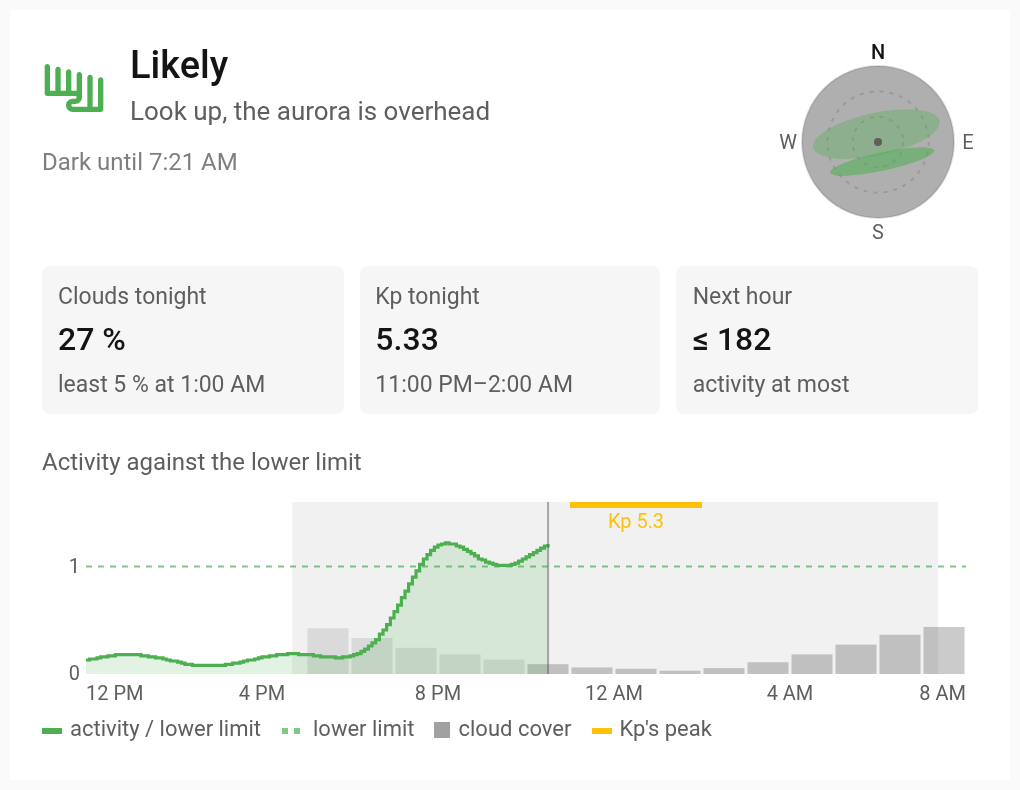 Likely
Look up, the aurora is overhead
Dark until 7:21 AM
N
W
E
S
Clouds tonight
27 %
least 5 % at 1:00 AM
Kp tonight
5.33
11:00 PM–2:00 AM
Next hour
≤ 182
activity at most
Activity against the lower limit
Kp 5.3
1
0
12 PM 4 PM 8 PM 12 AM 4 AM 8 AM
activity / lower limit lower limit cloud cover Kp's peak